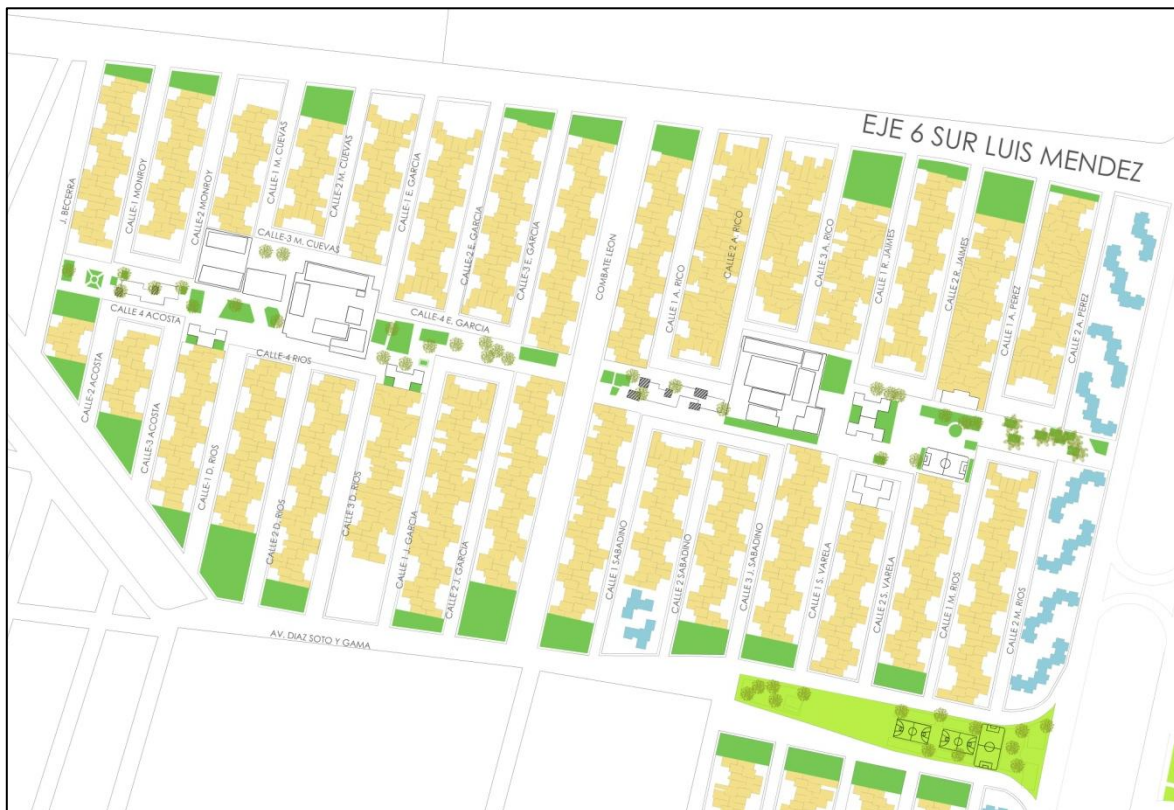 EJE 6 SUR LUIS MENDEZ
J. BECERRA
CALLE-1 MONROY
CALLE-2 MONROY
CALLE-1 M. CUEVAS
CALLE-2 M. CUEVAS
CALLE-3 M. CUEVAS
CALLE-1 E. GARCIA
CALLE-2 E. GARCIA
CALLE-3 E. GARCIA
CALLE-4 E. GARCIA
COMBATE LEON
CALLE 1 A. RICO
CALLE 2 A. RICO
CALLE 3 A. RICO
CALLE 1 R. JAIMES
CALLE 2 R. JAIMES
CALLE 1 A. PEREZ
CALLE 2 A. PEREZ
CALLE 4 ACOSTA
CALLE-4 RIOS
CALLE-2 ACOSTA
CALLE-3 ACOSTA
CALLE-1 D. RIOS
CALLE 2 D. RIOS
CALLE 3 D. RIOS
CALLE 1 J. GARCIA
CALLE 2 J. GARCIA
CALLE 1 SABADINO
CALLE 2 SABADINO
CALLE 3 J. SABADINO
CALLE 1 S. VARELA
CALLE 2 S. VARELA
CALLE 1 M. RIOS
CALLE 2 M. RIOS
AV. DIAZ SOTO Y GAMA